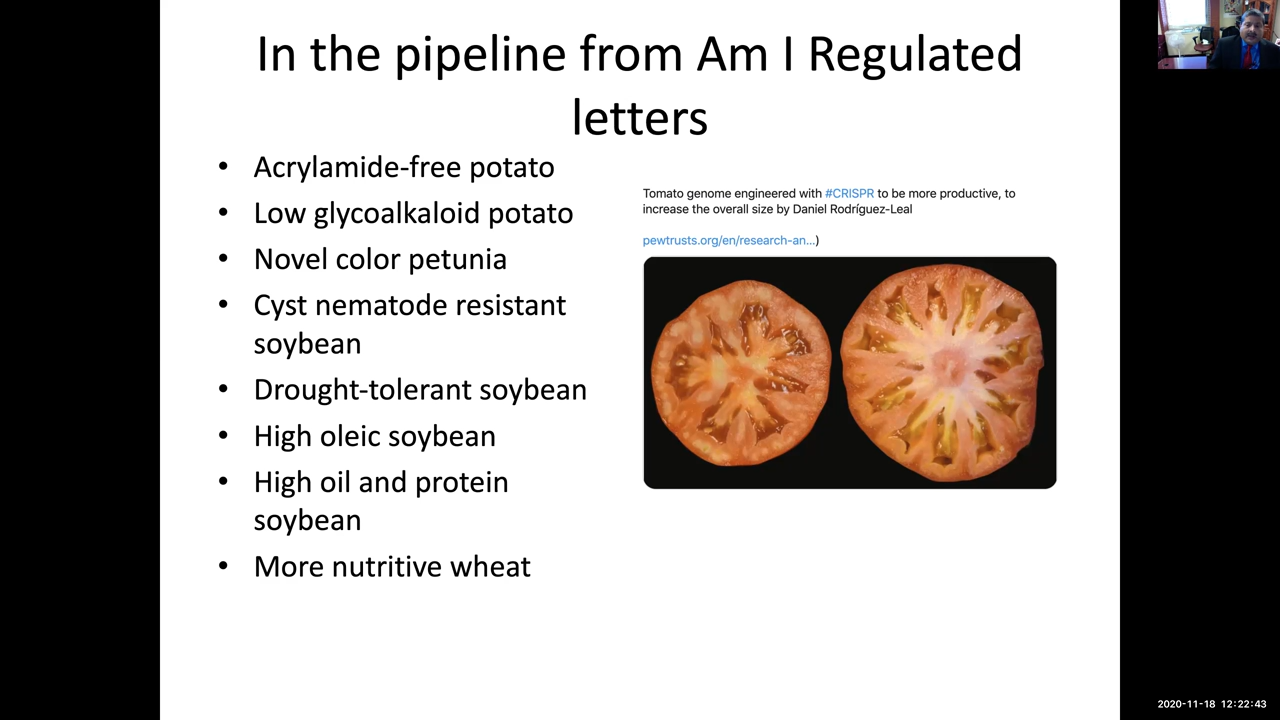 In the pipeline from Am I Regulated
letters
• Acrylamide-free potato
• Low glycoalkaloid potato
• Novel color petunia
• Cyst nematode resistant
soybean
• Drought-tolerant soybean
• High oleic soybean
• High oil and protein
soybean
• More nutritive wheat
Tomato genome engineered with #CRISPR to be more productive, to
increase the overall size by Daniel Rodríguez-Leal
pewtrusts.org/en/research-an...)
2020-11-18 12:22:43